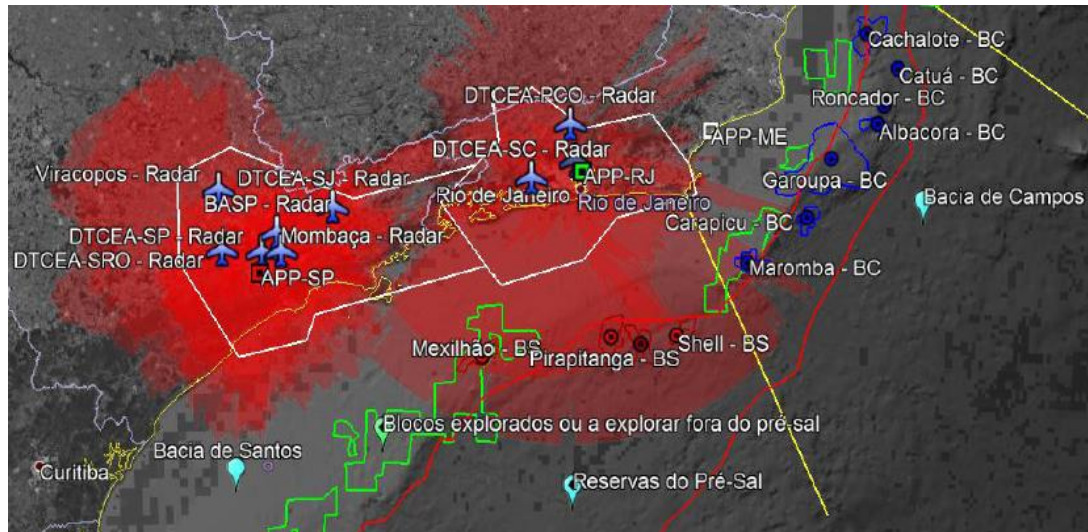 Cachalote - BC
Catuá - BC
DTCEA-PCO - Radar
Roncador - BC
APP-ME
Albacora - BC
DTCEA-SC - Radar
Viracopos - Radar
DTCEA-SJ - Radar
APP-RJ
Garoupa - BC
Rio de Janeiro
Rio de Janeiro
Bacia de Campos
BASP - Radar
Carapicu - BC
DTCEA-SP - Radar
Mombaça - Radar
DTCEA-SRO - Radar
Maromba - BC
APP-SP
Mexilhão - BS
Pirapitanga - BS
Shell - BS
Blocos explorados ou a explorar fora do pré-sal
Bacia de Santos
Curitiba
Reservas do Pré-Sal